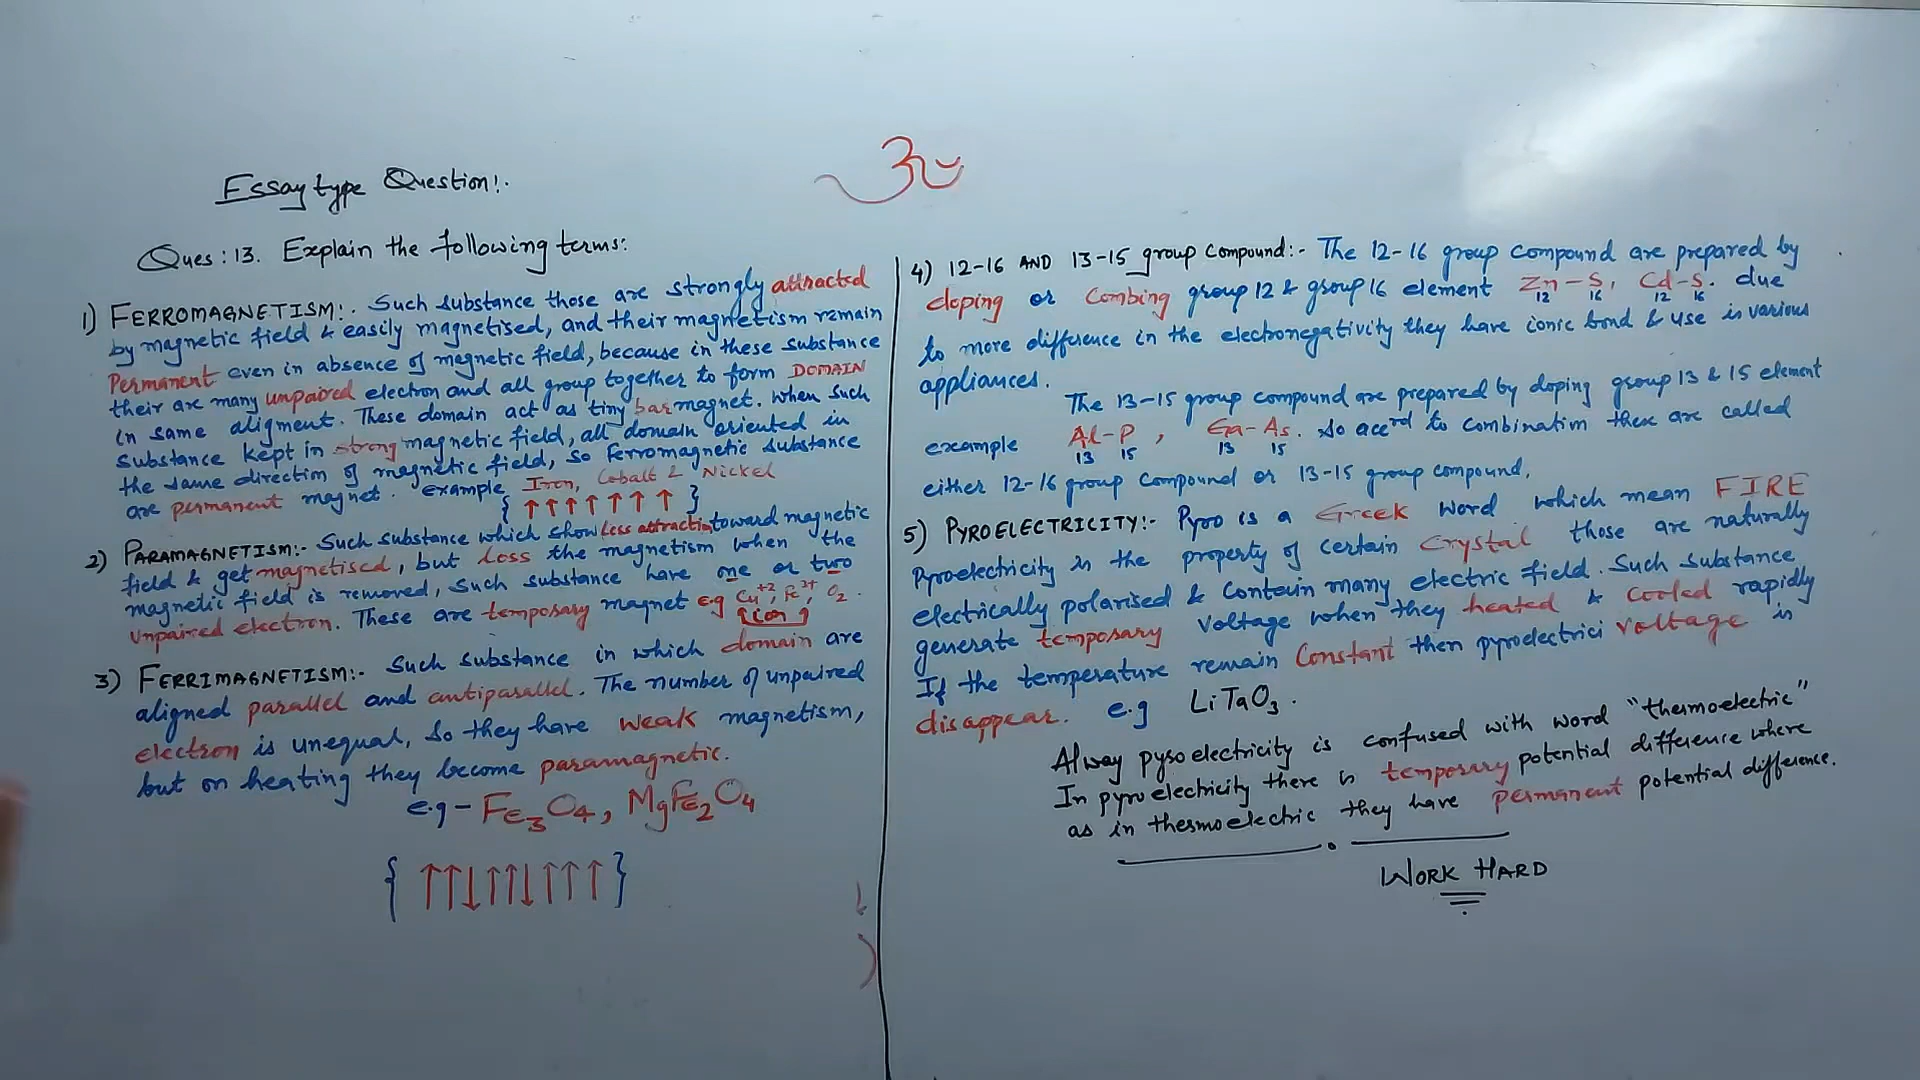 ॐ
Essay type Question:.
Ques: 13. Explain the following terms:
1) FERROMAGNETISM:. Such substance those are strongly attracted
by magnetic field & easily magnetised, and their magnetism remain
Permanent even in absence of magnetic field, because in these substance
their are many unpaired electron and all group together to form DOMAIN
in same aligment. These domain act as tiny bar magnet. When such
substance kept in strong magnetic field, all domain oriented in
the same direction of magnetic field, so ferromagnetic substance
are permanent magnet. example Iron, Cobalt & Nickel
{ ↑ ↑ ↑ ↑ ↑ ↑ ↑ }
2) PARAMAGNETISM:- Such substance which show less attraction toward magnetic
field & get magnetised, but loss the magnetism when the
magnetic field is removed, such substance have one or two
unpaired electron. These are temporary magnet e.g Cu+2, Fe3+, O2.
ion
3) FERRIMAGNETISM:- Such substance in which domain are
aligned parallel and antiparallel. The number of unpaired
electron is unequal, so they have weak magnetism,
but on heating they become paramagnetic.
e.g - Fe3O4, MgFe2O4
{ ↑↑↓↑↑↓↑↑↑ }
4) 12-16 AND 13-15 group compound:- The 12-16 group compound are prepared by
doping or Combing group 12 & group 16 element Zn-S, Cd-S. due
12 16 12 16
to more difference in the electronegativity they have ionic bond & use in various
appliances.
The 13-15 group compound are prepared by doping group 13 & 15 element
example Al-P, Ga-As. so accrd to combination these are called
13 15 13 15
either 12-16 group compound or 13-15 group compound.
5) PYROELECTRICITY:- Pyro is a Greek word which mean FIRE
Pyroelectricity is the property of certain crystal those are naturally
electrically polarised & contain many electric field. Such substance
generate temporary voltage when they heated & cooled rapidly
If the temperature remain Constant then pyroelectrici voltage is
disappear. e.g LiTaO3.
Alway pyroelectricity is confused with word "thermoelectric"
In pyroelectricity there is temporary potential difference where
as in thermoelectric they have permanent potential difference.
WORK HARD